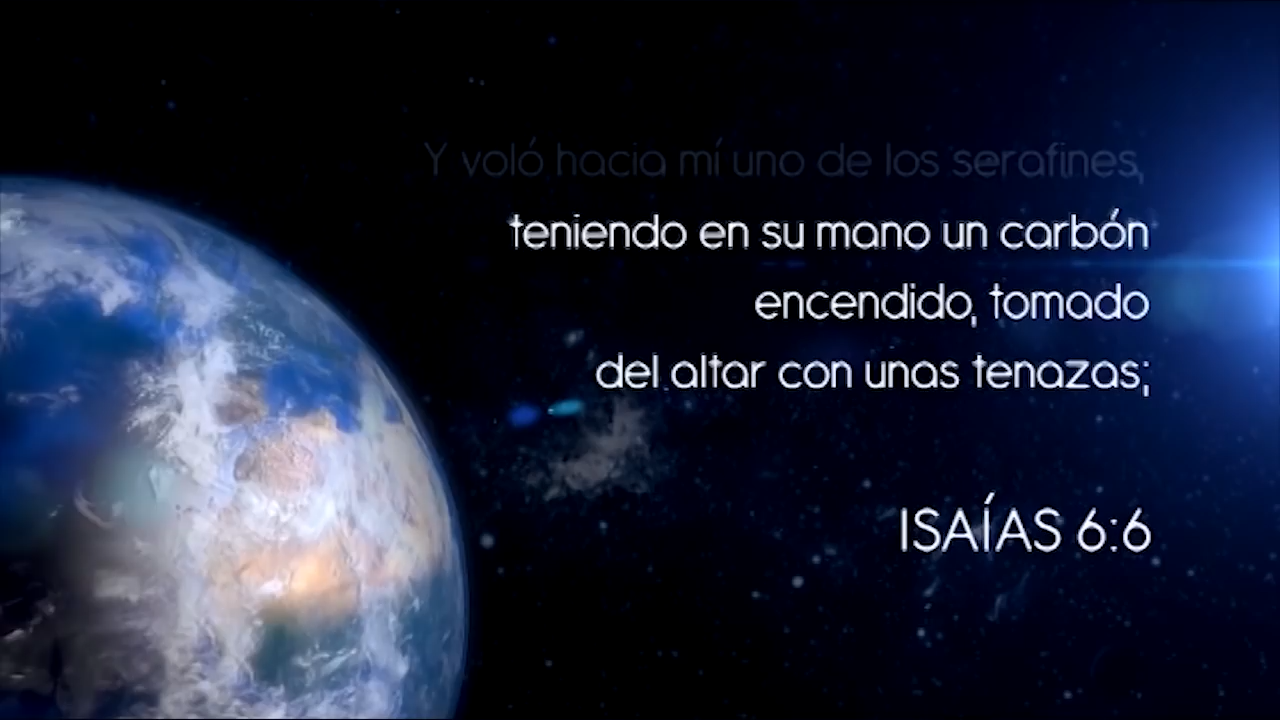 Y voló hacia mí uno de los serafines,
teniendo en su mano un carbón
encendido, tomado
del altar con unas tenazas;
ISAÍAS 6:6